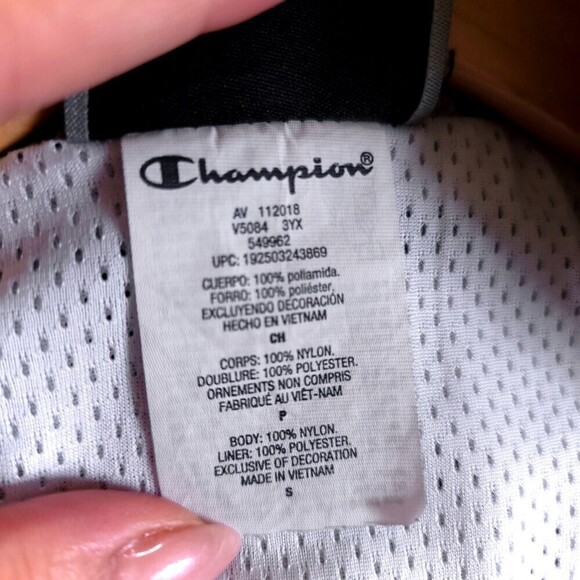 Champion®
AV 112018
V5084 3YX
549962
UPC: 192503243869
CUERPO: 100% poliamida.
FORRO: 100% poliéster.
EXCLUYENDO DECORACIÓN
HECHO EN VIETNAM
CH
CORPS: 100% NYLON.
DOUBLURE: 100% POLYESTER.
ORNEMENTS NON COMPRIS
FABRIQUÉ AU VIÊT-NAM
P
BODY: 100% NYLON.
LINER: 100% POLYESTER.
EXCLUSIVE OF DECORATION
MADE IN VIETNAM
S